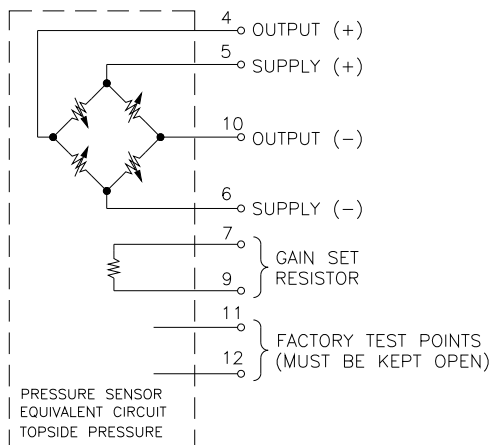 4
OUTPUT (+)
5
SUPPLY (+)
10
OUTPUT (-)
6
SUPPLY (-)
7
GAIN SET
RESISTOR
9
11
FACTORY TEST POINTS
(MUST BE KEPT OPEN)
12
PRESSURE SENSOR
EQUIVALENT CIRCUIT
TOPSIDE PRESSURE